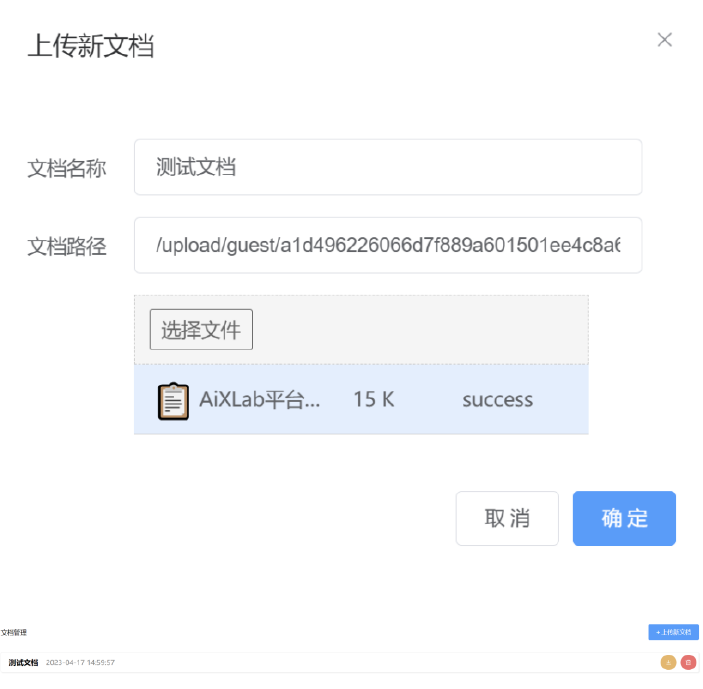 上传新文档
文档名称 测试文档
文档路径 /upload/guest/a1d496226066d7f889a601501ee4c8a6
选择文件
AiXLab平台... 15 K success
取消 确定
文档管理 +上传新文档
测试文档 2023-04-17 14:59:57